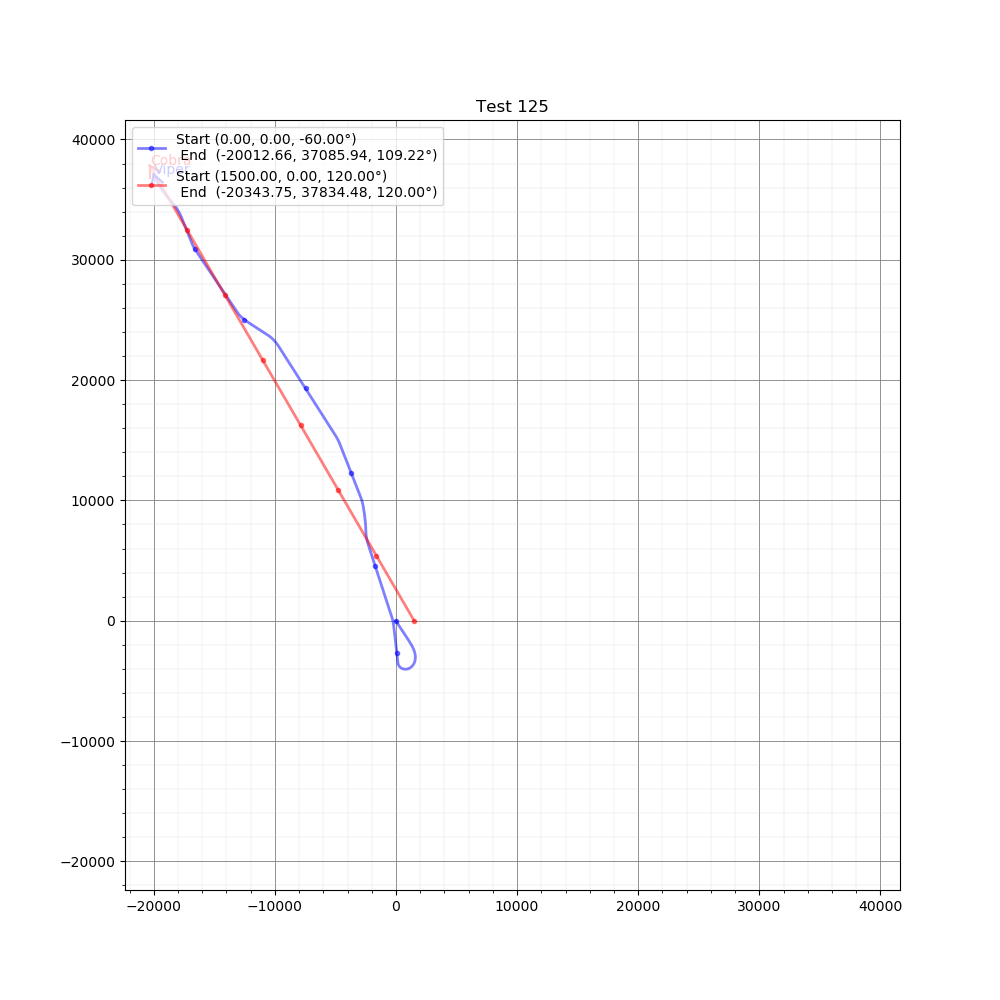 Test 125
40000
30000
20000
10000
0
−10000
−20000
Start (0.00, 0.00, -60.00°)
End (-20012.66, 37085.94, 109.22°)
Start (1500.00, 0.00, 120.00°)
End (-20343.75, 37834.48, 120.00°)
Cobra
Viper
−20000 −10000 0 10000 20000 30000 40000